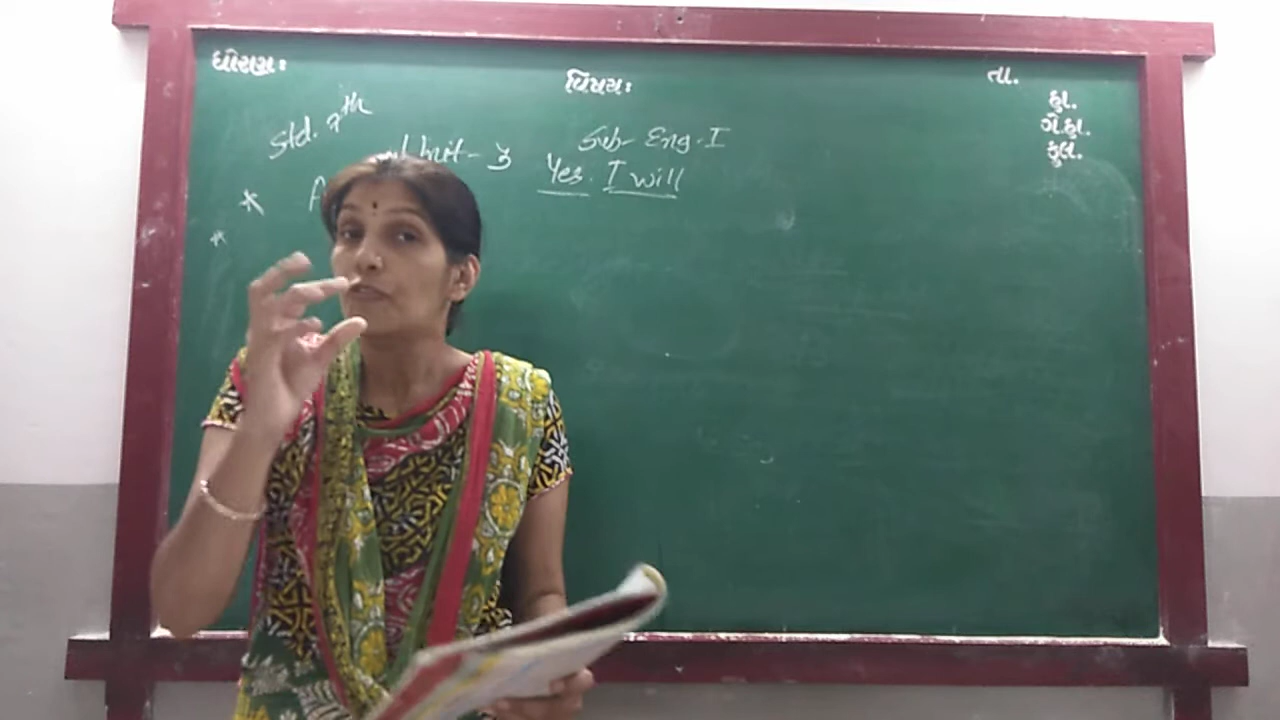 ધોરણઃ
વિષયઃ
તા.
હા.
ગે.હા.
કુલ.
Std. 7th
Sub- Eng. I
Unit - 3 Yes. I will
*
*